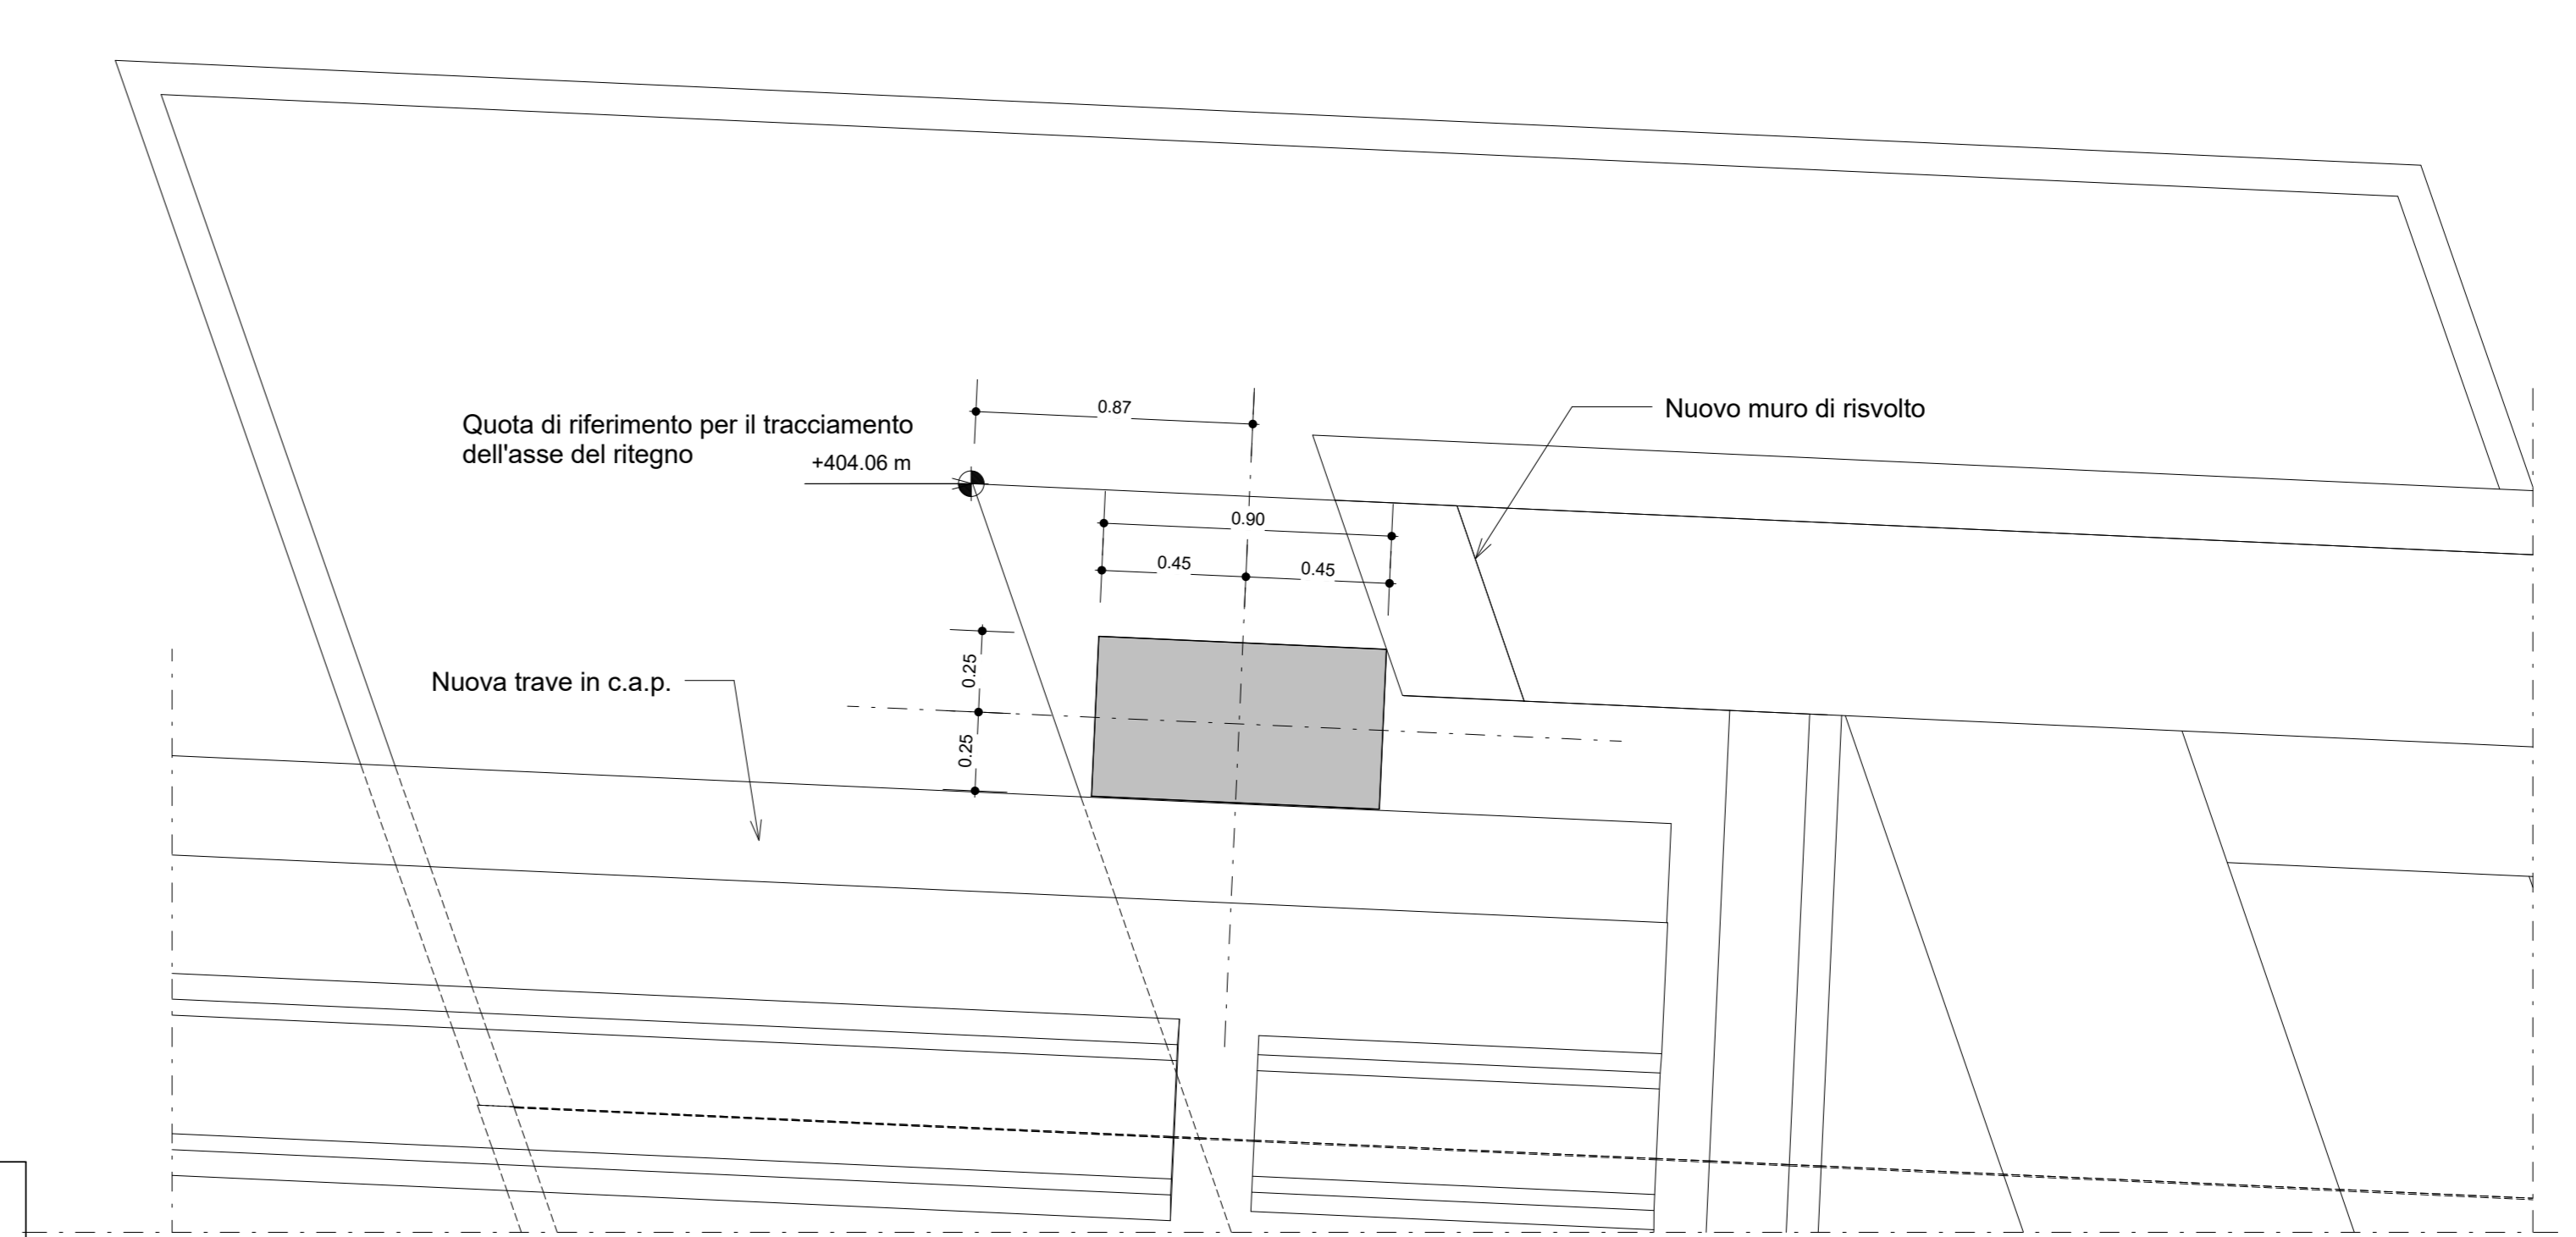 0.87
Quota di riferimento per il tracciamento
dell'asse del ritegno
+404.06 m
Nuovo muro di risvolto
0.90
0.45
0.45
0.25
0.25
Nuova trave in c.a.p.